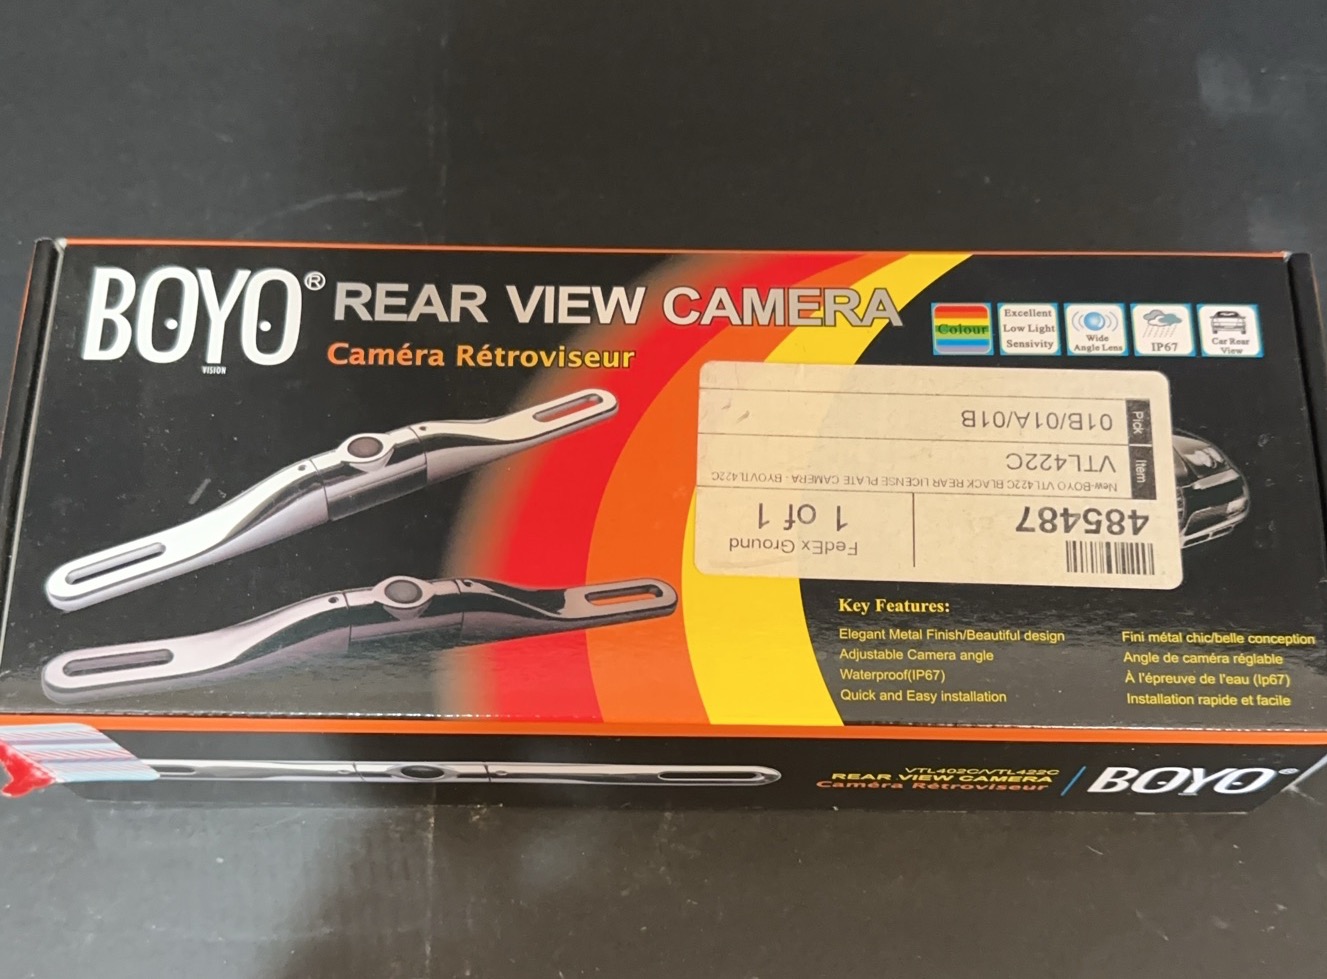 BOYO®
VISION
REAR VIEW CAMERA
Caméra Rétroviseur
Colour
Excellent
Low Light
Sensivity
Wide
Angle Lens
IP67
Car Rear
View
485487
FedEx Ground
1 of 1
New-BOYO VTL422C BLACK REAR LICENSE PLATE CAMERA - BYOVTL422C
Item
VTL422C
Pick
01B/01A/01B
Key Features:
Elegant Metal Finish/Beautiful design
Adjustable Camera angle
Waterproof(IP67)
Quick and Easy installation
Fini métal chic/belle conception
Angle de caméra réglable
À l'épreuve de l'eau (Ip67)
Installation rapide et facile
VTL402C/VTL422C
REAR VIEW CAMERA
Caméra Rétroviseur
BOYO®